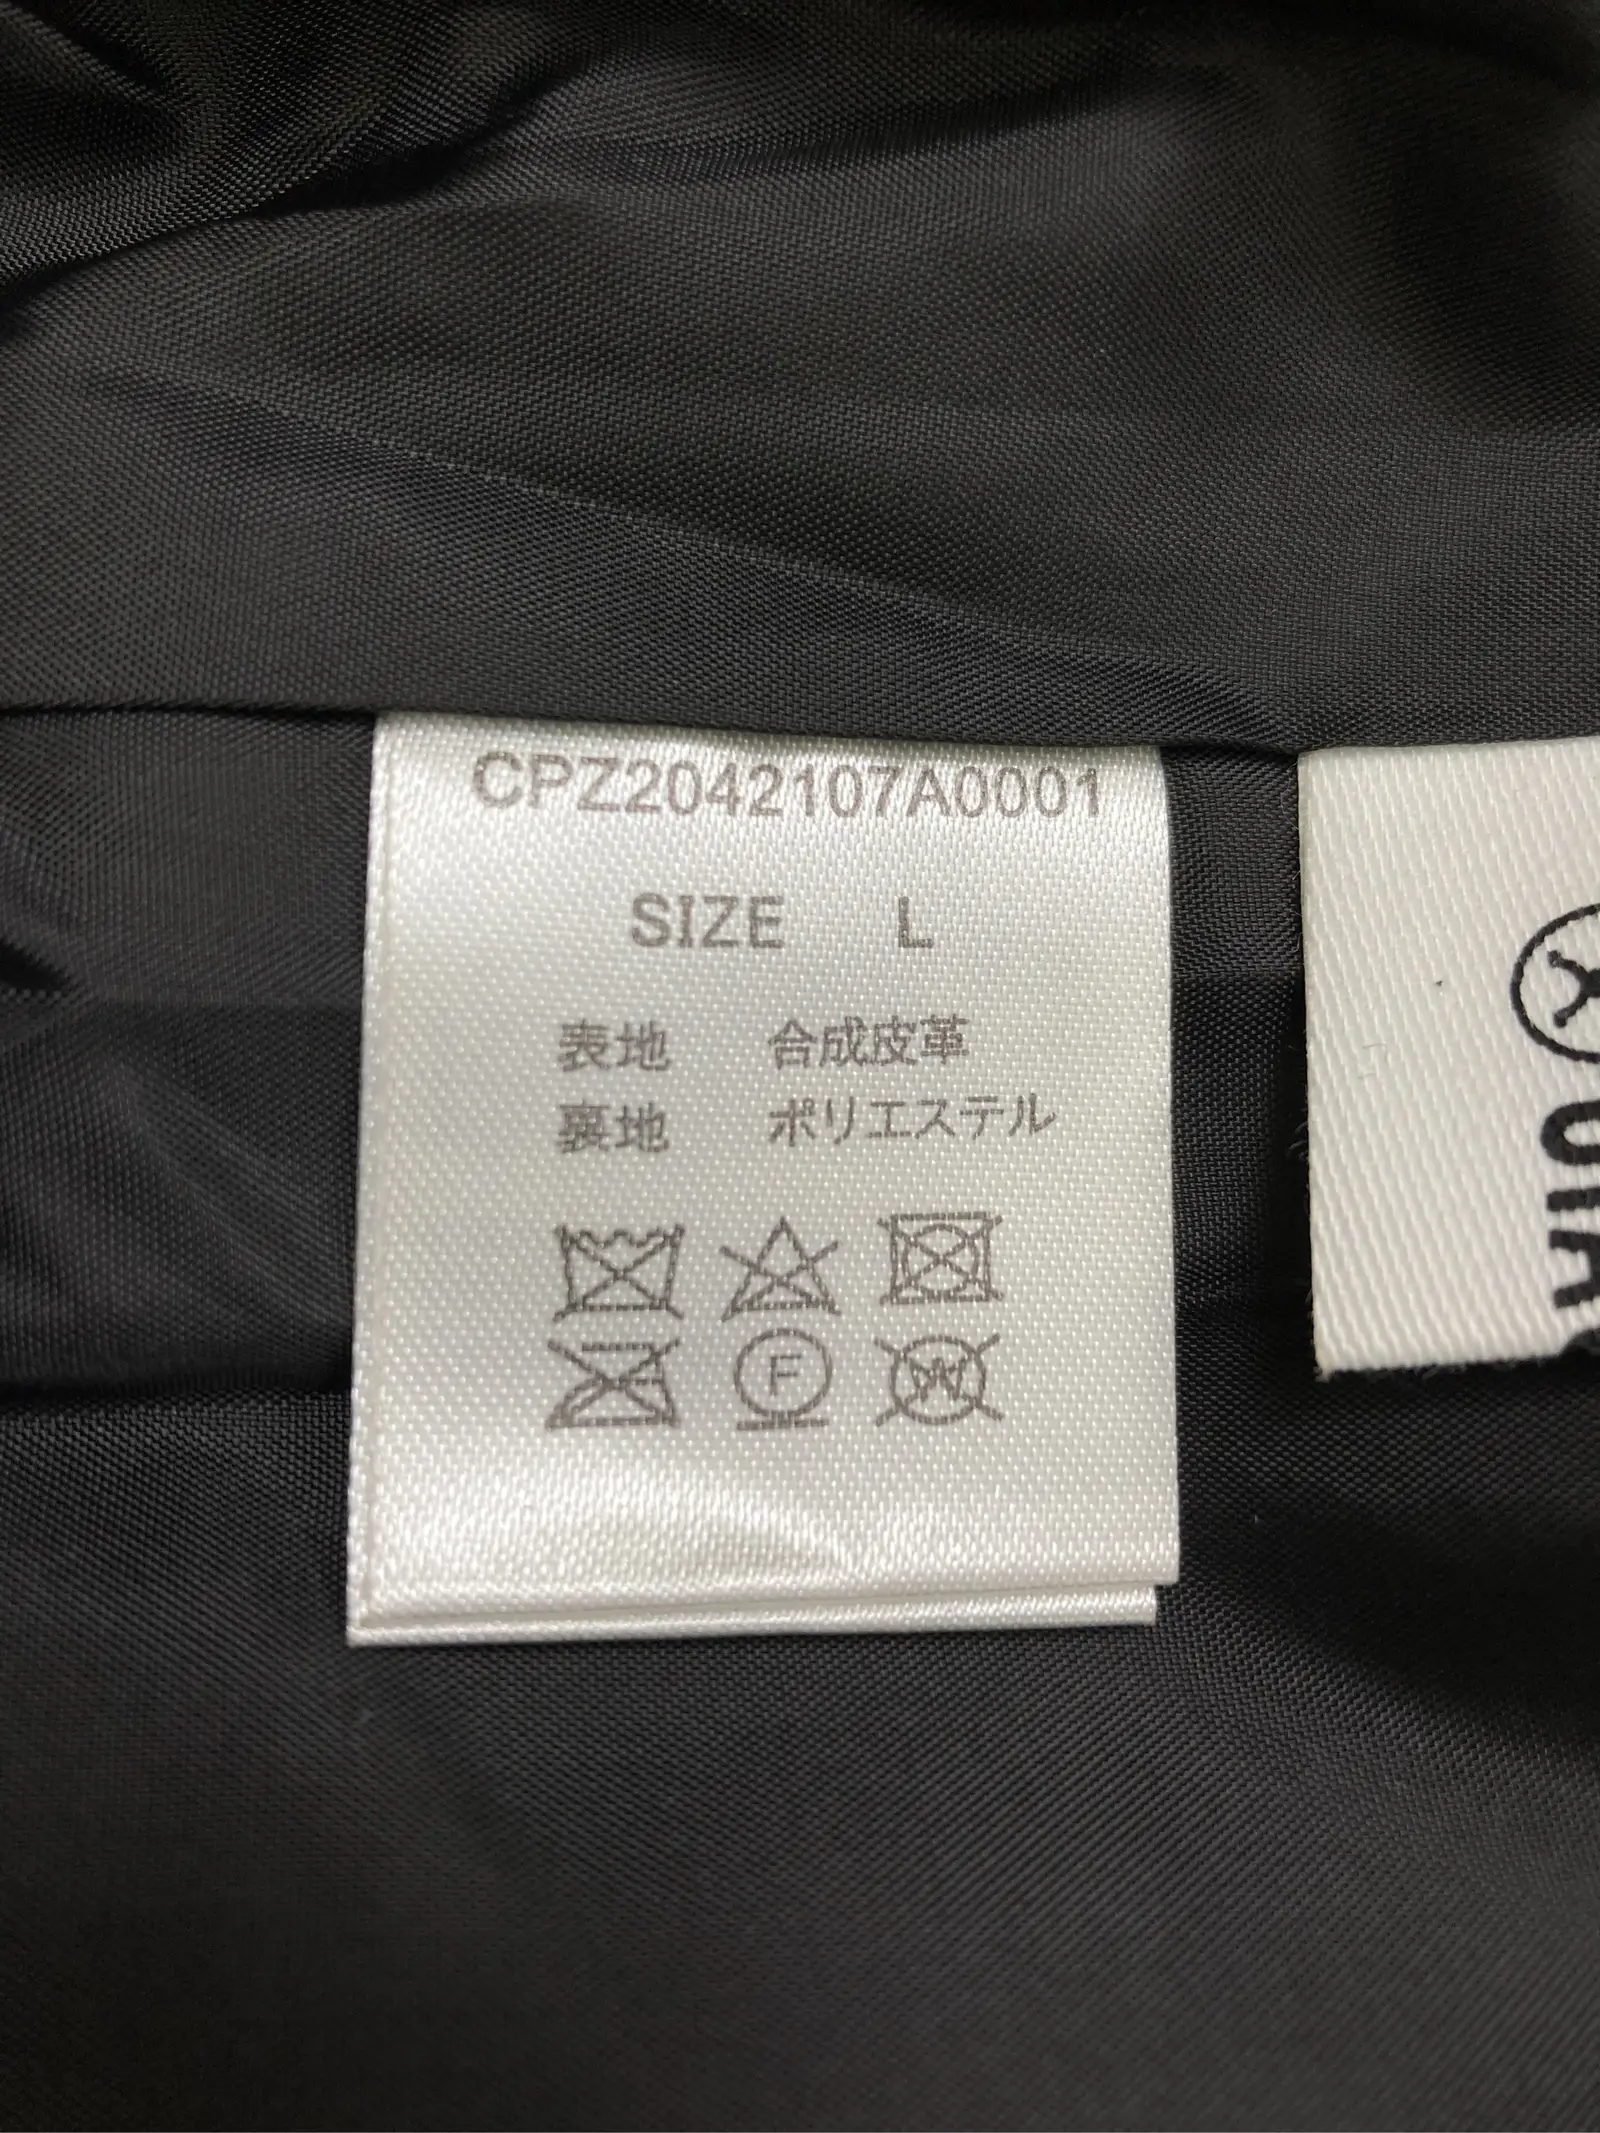 CPZ2042107A0001
SIZE L
表地 合成皮革
裏地 ポリエステル
F
W